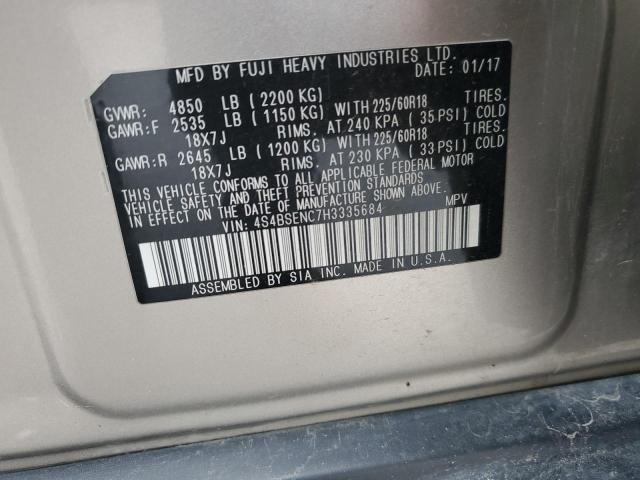 MFD BY FUJI HEAVY INDUSTRIES LTD.
DATE: 01/17
GVWR: 4850 LB (2200 KG)
GAWR:F 2535 LB (1150 KG) WITH 225/60R18 TIRES.
18X7J RIMS. AT 240 KPA (35 PSI) COLD
GAWR:R 2645 LB (1200 KG) WITH 225/60R18 TIRES.
18X7J RIMS. AT 230 KPA (33 PSI) COLD
THIS VEHICLE CONFORMS TO ALL APPLICABLE FEDERAL MOTOR
VEHICLE SAFETY AND THEFT PREVENTION STANDARDS
IN EFFECT ON THE DATE OF MANUFACTURE SHOWN ABOVE.
VIN: 4S4BSENC7H3335684 MPV
ASSEMBLED BY SIA INC. MADE IN U.S.A.